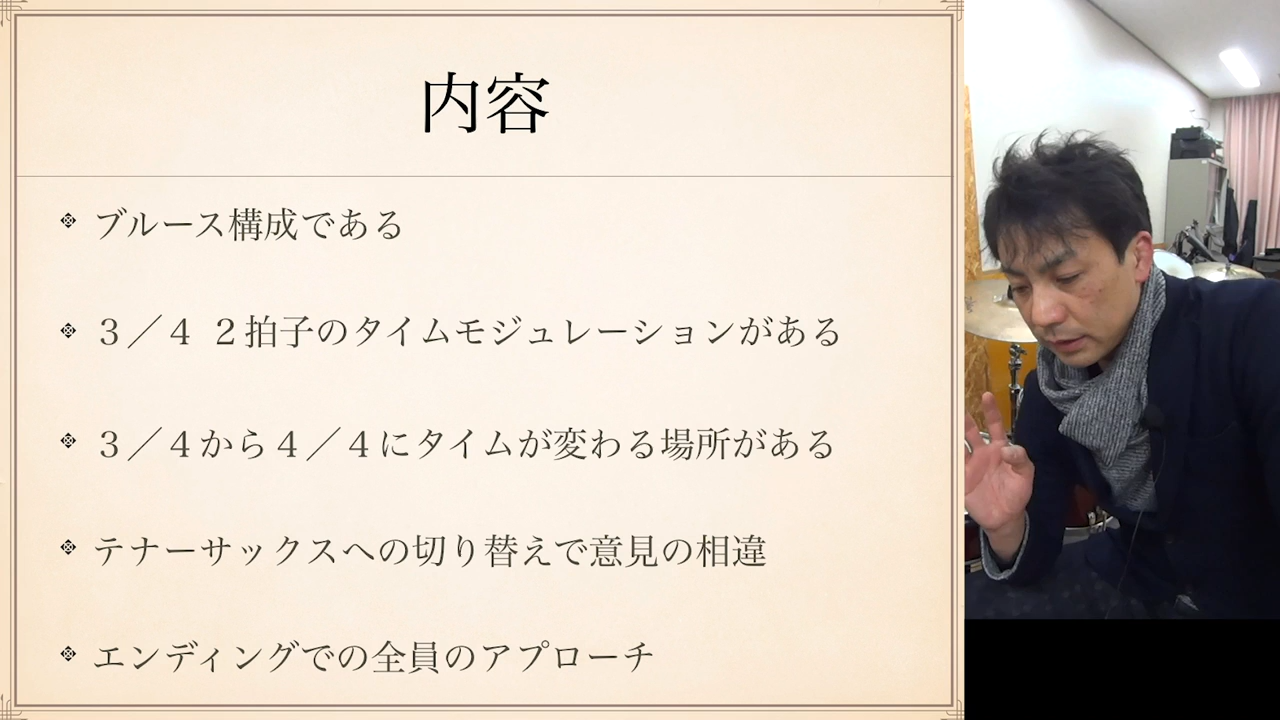 内容
ブルース構成である
３／４ ２拍子のタイムモジュレーションがある
３／４から４／４にタイムが変わる場所がある
テナーサックスへの切り替えで意見の相違
エンディングでの全員のアプローチ